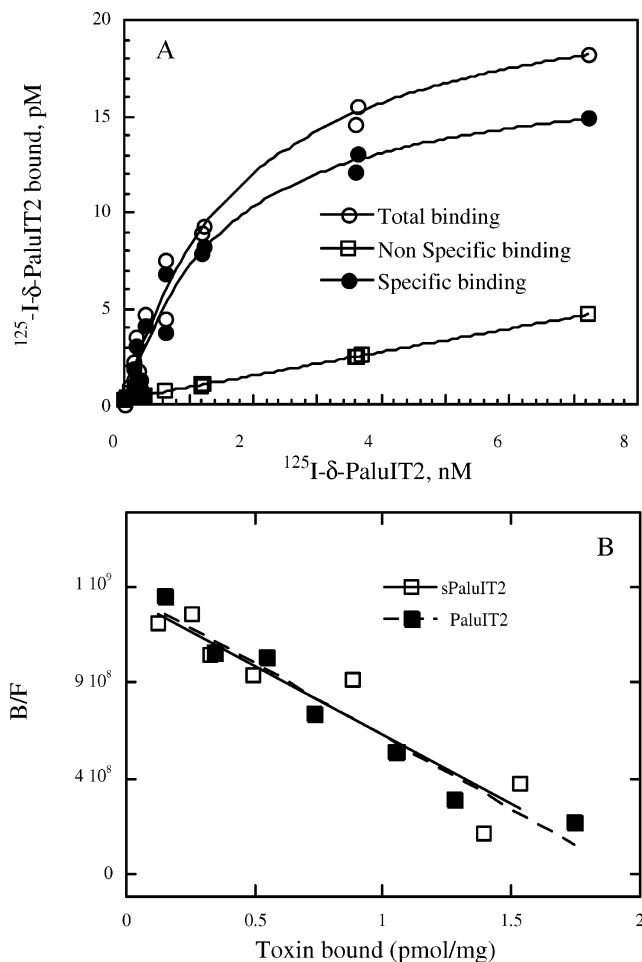 A
20
15
10
5
0
¹²⁵-I-δ-PaluIT2 bound, pM
Total binding
Non Specific binding
Specific binding
0 2 4 6 8
¹²⁵I-δ-PaluIT2, nM
B
1 10⁹
9 10⁸
4 10⁸
0
B/F
sPaluIT2
PaluIT2
0 0.5 1 1.5 2
Toxin bound (pmol/mg)